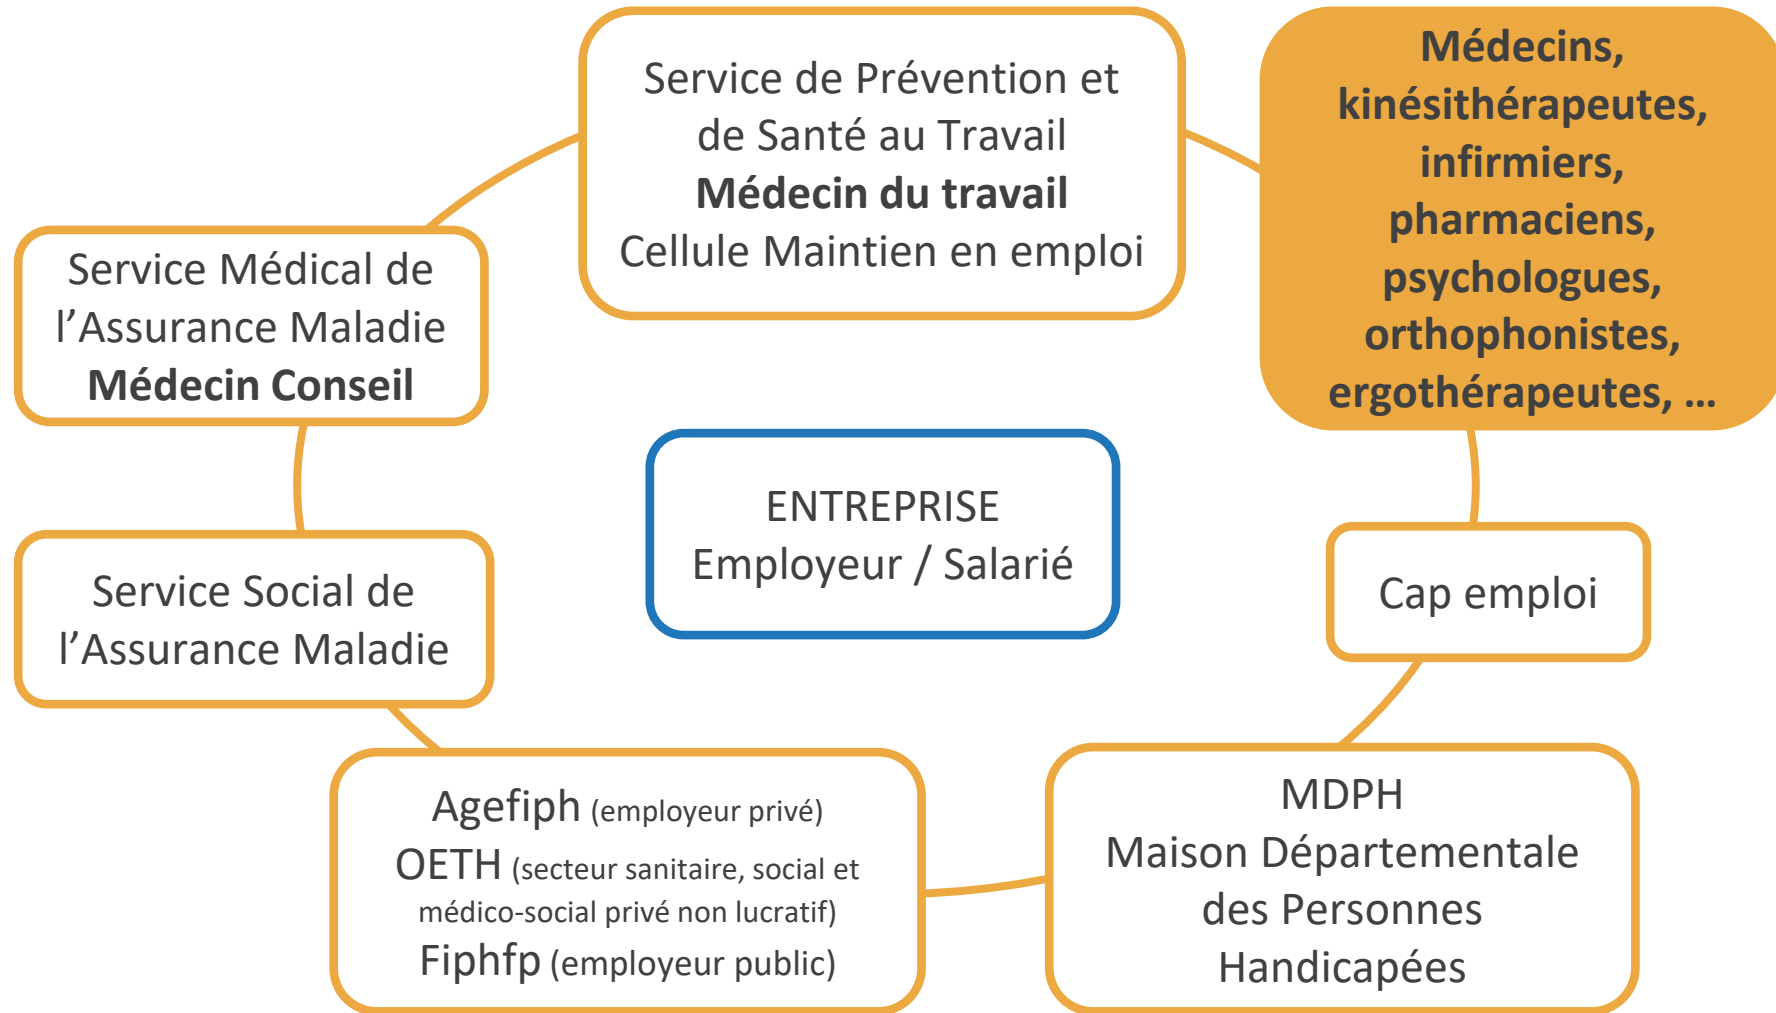 Service de Prévention et
de Santé au Travail
Médecin du travail
Cellule Maintien en emploi
Médecins,
kinésithérapeutes,
infirmiers,
pharmaciens,
psychologues,
orthophonistes,
ergothérapeutes, ...
Service Médical de
l’Assurance Maladie
Médecin Conseil
ENTREPRISE
Employeur / Salarié
Cap emploi
Service Social de
l’Assurance Maladie
Agefiph (employeur privé)
OETH (secteur sanitaire, social et
médico-social privé non lucratif)
Fiphfp (employeur public)
MDPH
Maison Départementale
des Personnes
Handicapées